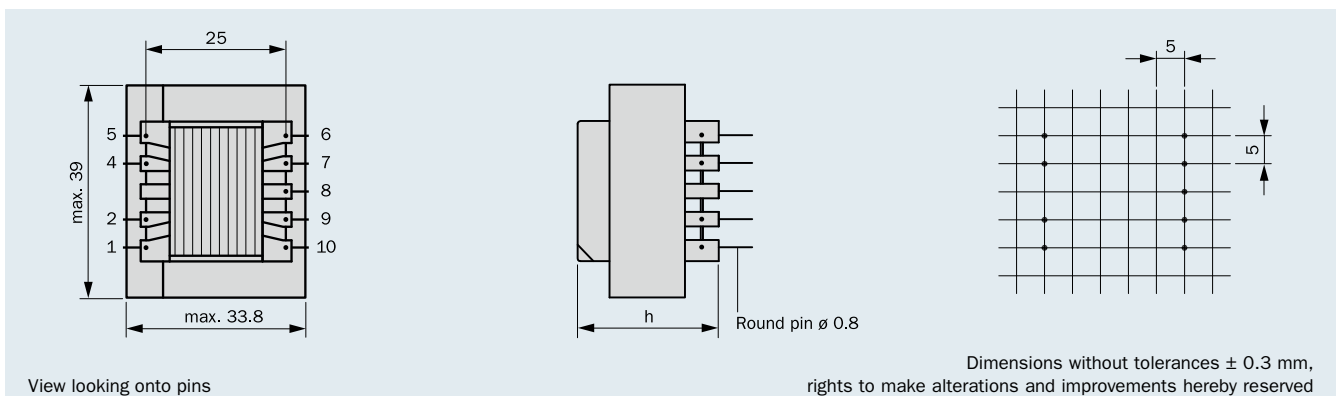 25
5
5
6
4
7
8
2
9
1
10
max. 39
max. 33.8
h
Round pin ø 0.8
5
View looking onto pins
Dimensions without tolerances ± 0.3 mm,
rights to make alterations and improvements hereby reserved